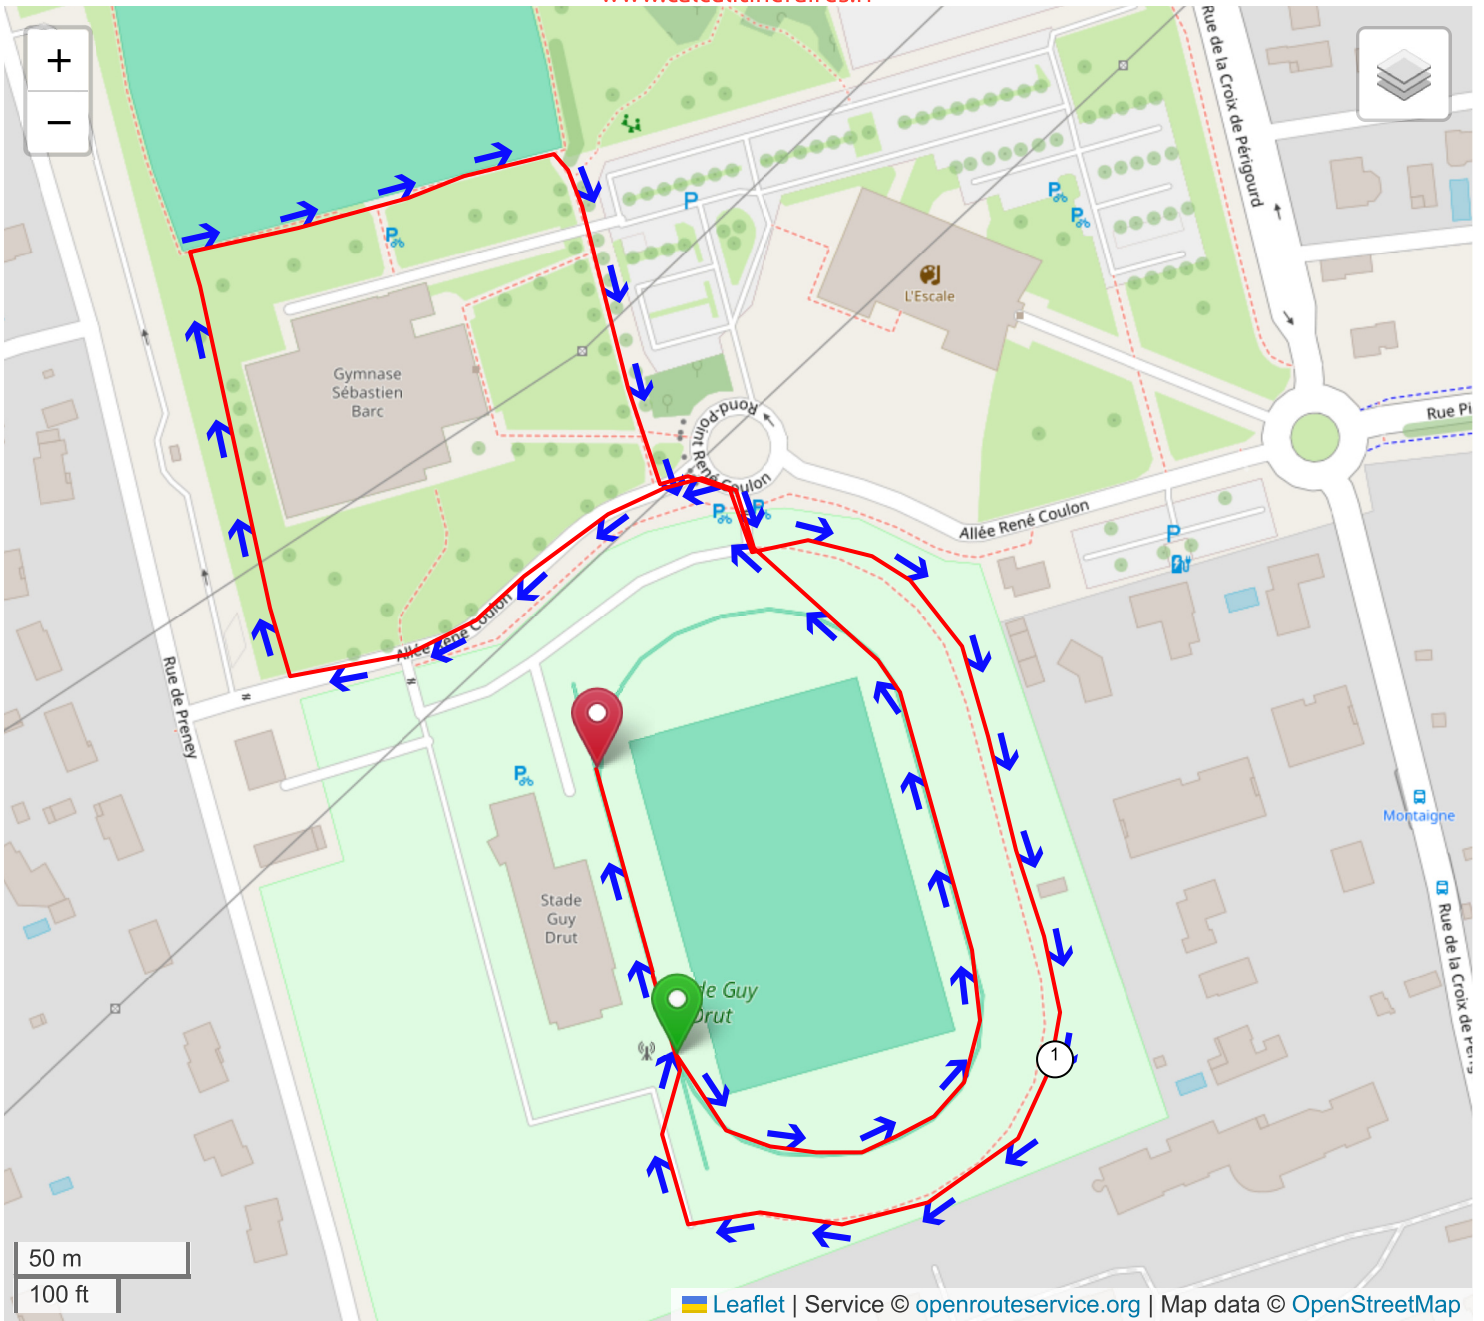 +
−
Rue de la Croix de Périgourd
P
L'Escale
Gymnase
Sébastien
Barc
Rond-Point René Coulon
Rue Pi
Allée René Coulon
P
Allée René Coulon
Rue de Preney
Montaigne
Stade
Guy
Drut
de Guy
Drut
Rue de la Croix de Périg
1
50 m
100 ft
Leaflet | Service © openrouteservice.org | Map data © OpenStreetMap